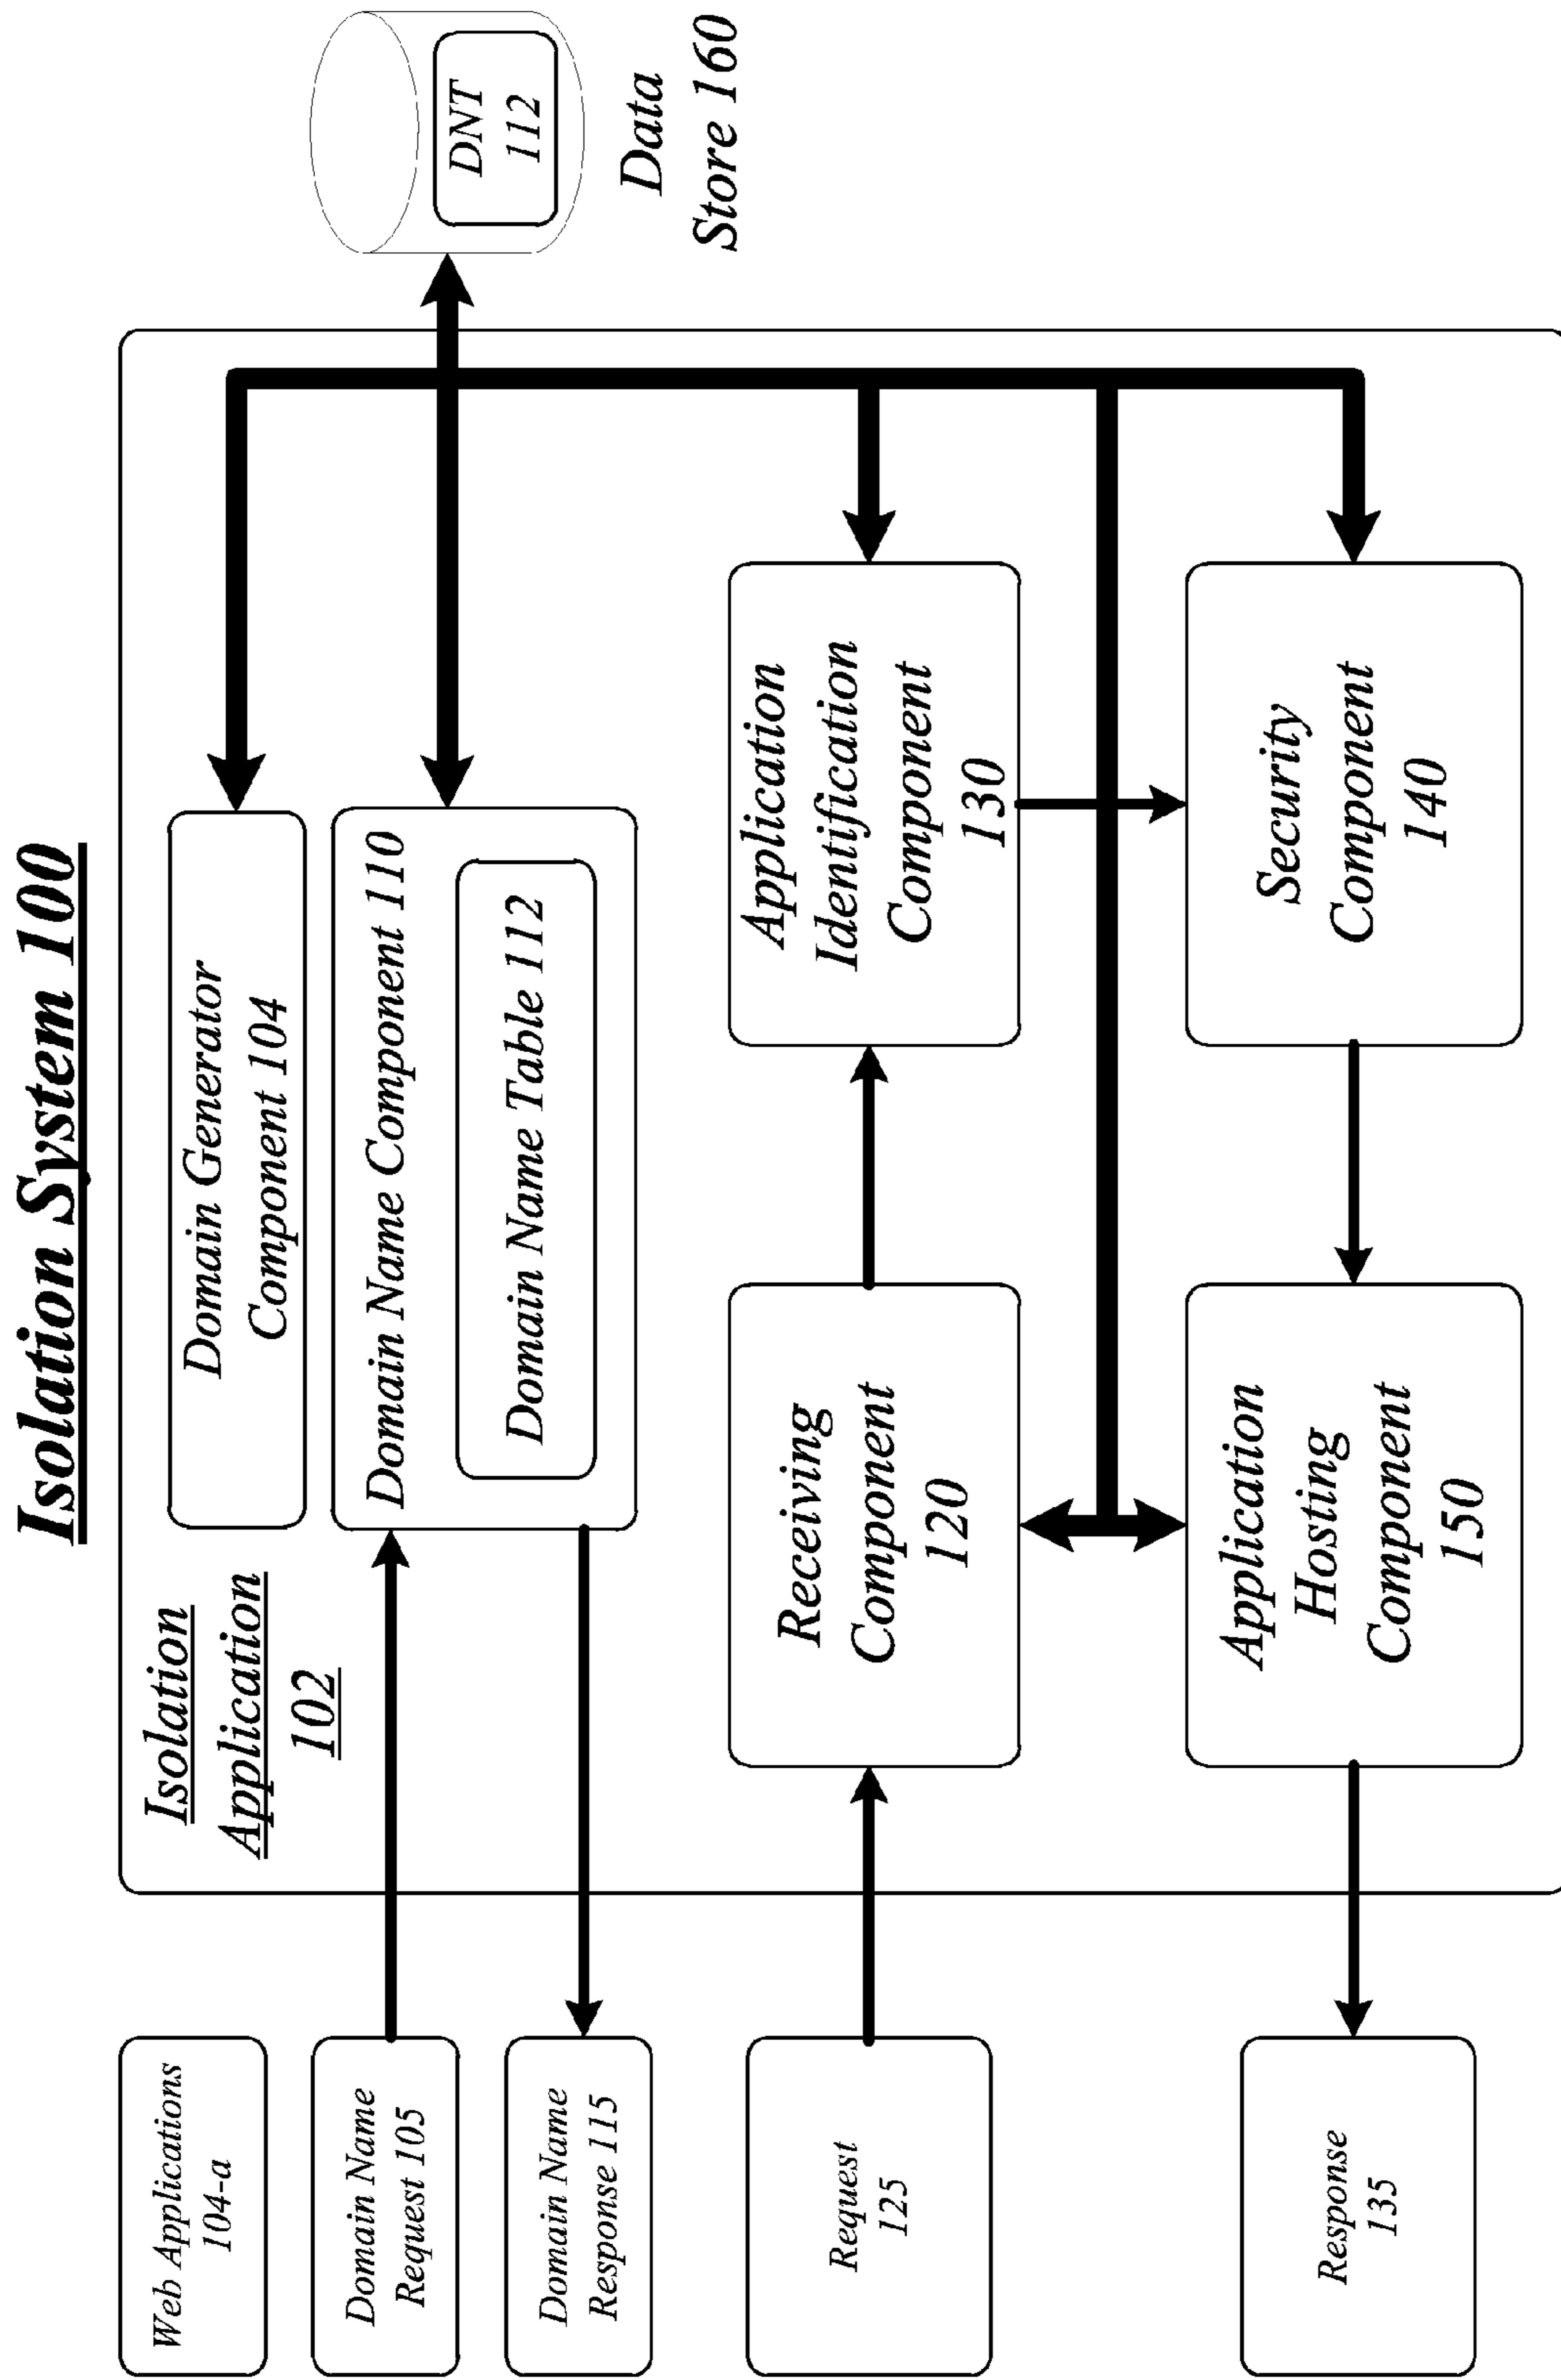 Isolation System 100
Web Applications
104-a
Domain Name
Request 105
Domain Name
Response 115
Request
125
Response
135
Isolation
Application
102
Domain Generator
Component 104
Domain Name Component 110
Domain Name Table 112
Receiving
Component
120
Application
Identification
Component
130
Application
Hosting
Component
150
Security
Component
140
DNT
112
Data
Store 160